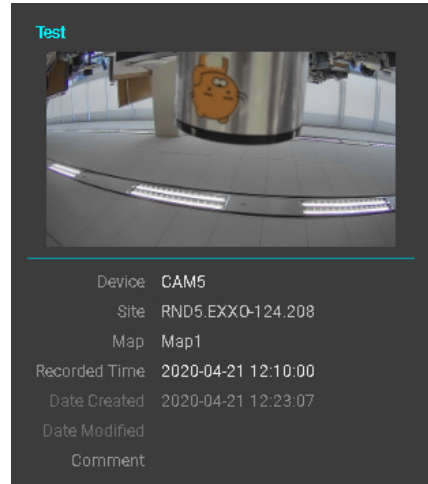 Test
Device CAM5
Site RND5.EXXO-124.208
Map Map1
Recorded Time 2020-04-21 12:10:00
Date Created 2020-04-21 12:23:07
Date Modified
Comment